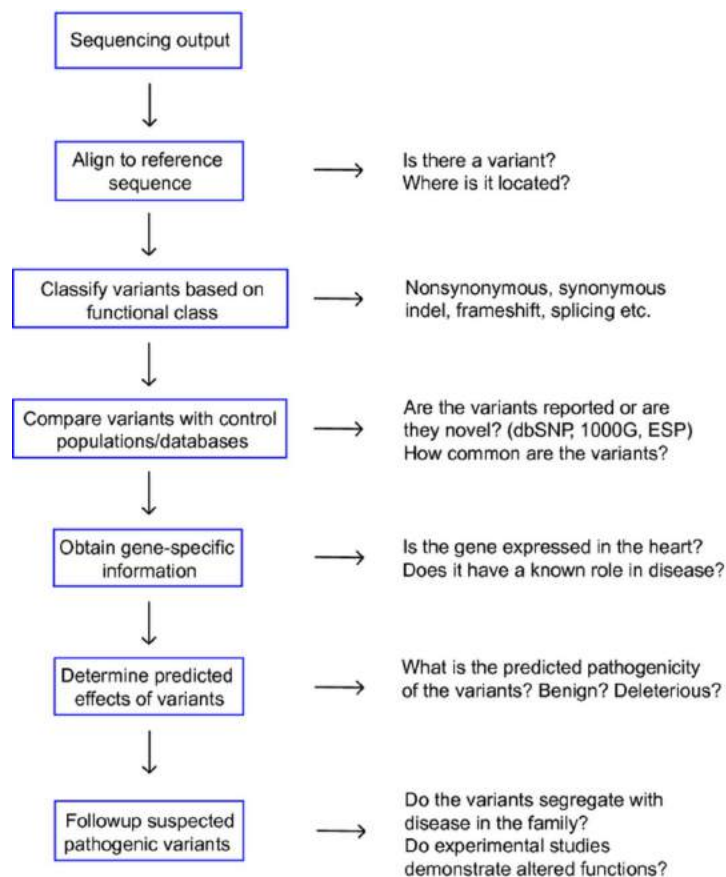 Sequencing output
Align to reference
sequence
Is there a variant?
Where is it located?
Classify variants based on
functional class
Nonsynonymous, synonymous
indel, frameshift, splicing etc.
Compare variants with control
populations/databases
Are the variants reported or are
they novel? (dbSNP, 1000G, ESP)
How common are the variants?
Obtain gene-specific
information
Is the gene expressed in the heart?
Does it have a known role in disease?
Determine predicted
effects of variants
What is the predicted pathogenicity
of the variants? Benign? Deleterious?
Followup suspected
pathogenic variants
Do the variants segregate with
disease in the family?
Do experimental studies
demonstrate altered functions?